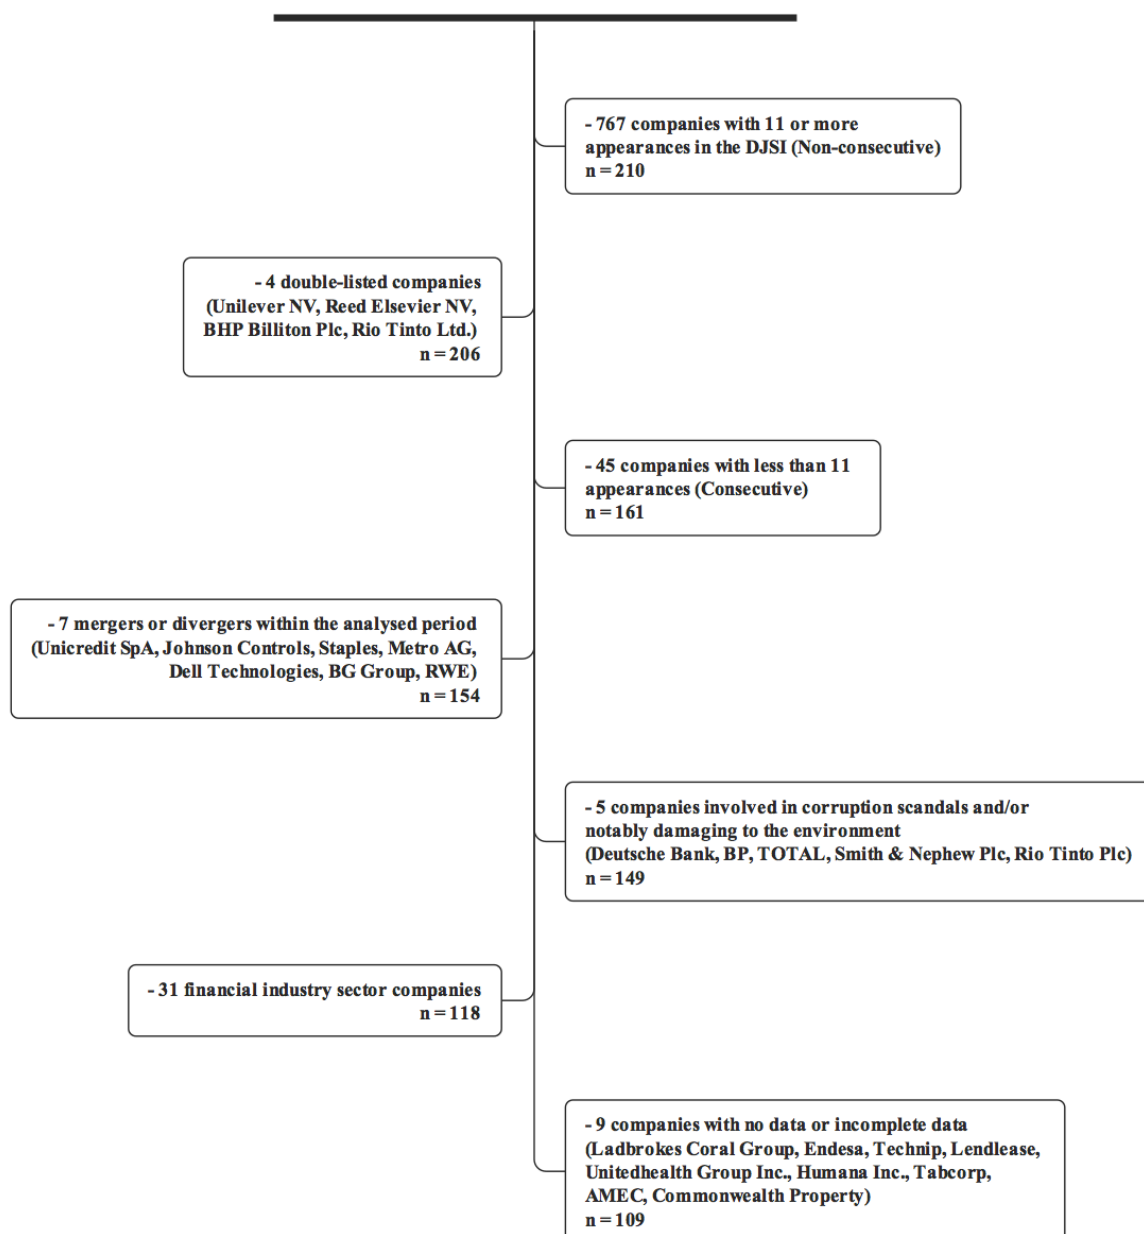 - 767 companies with 11 or more
appearances in the DJSI (Non-consecutive)
n = 210
- 4 double-listed companies
(Unilever NV, Reed Elsevier NV,
BHP Billiton Plc, Rio Tinto Ltd.)
n = 206
- 45 companies with less than 11
appearances (Consecutive)
n = 161
- 7 mergers or divergers within the analysed period
(Unicredit SpA, Johnson Controls, Staples, Metro AG,
Dell Technologies, BG Group, RWE)
n = 154
- 5 companies involved in corruption scandals and/or
notably damaging to the environment
(Deutsche Bank, BP, TOTAL, Smith & Nephew Plc, Rio Tinto Plc)
n = 149
- 31 financial industry sector companies
n = 118
- 9 companies with no data or incomplete data
(Ladbrokes Coral Group, Endesa, Technip, Lendlease,
Unitedhealth Group Inc., Humana Inc., Tabcorp,
AMEC, Commonwealth Property)
n = 109